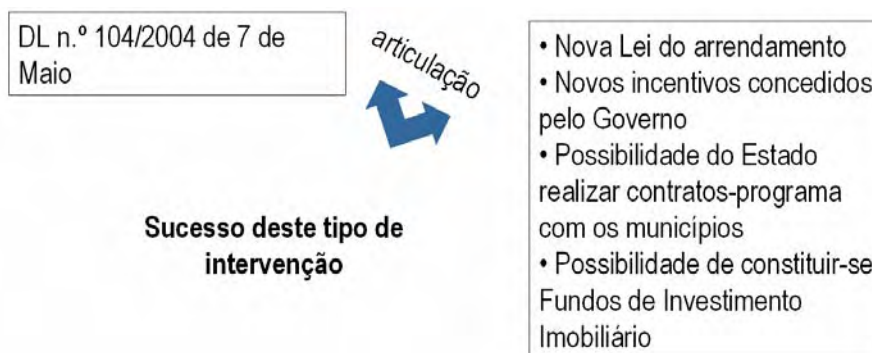 DL n.º 104/2004 de 7 de
Maio
articulação
Sucesso deste tipo de
intervenção
• Nova Lei do arrendamento
• Novos incentivos concedidos
pelo Governo
• Possibilidade do Estado
realizar contratos-programa
com os municípios
• Possibilidade de constituir-se
Fundos de Investimento
Imobiliário